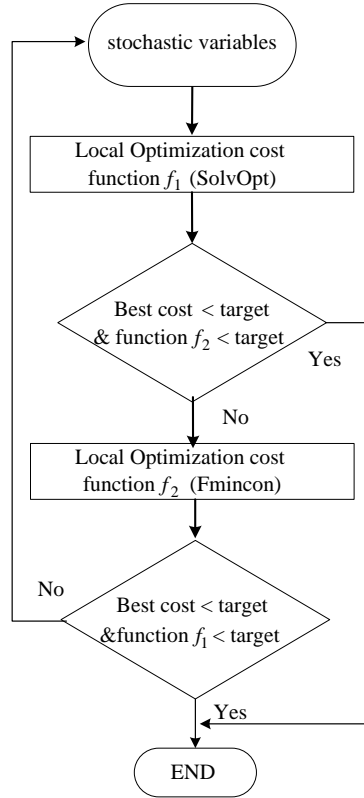 stochastic variables
Local Optimization cost
function f₁ (SolvOpt)
Best cost < target
& function f₂ < target
Yes
No
Local Optimization cost
function f₂ (Fmincon)
No
Best cost < target
&function f₁ < target
Yes
END